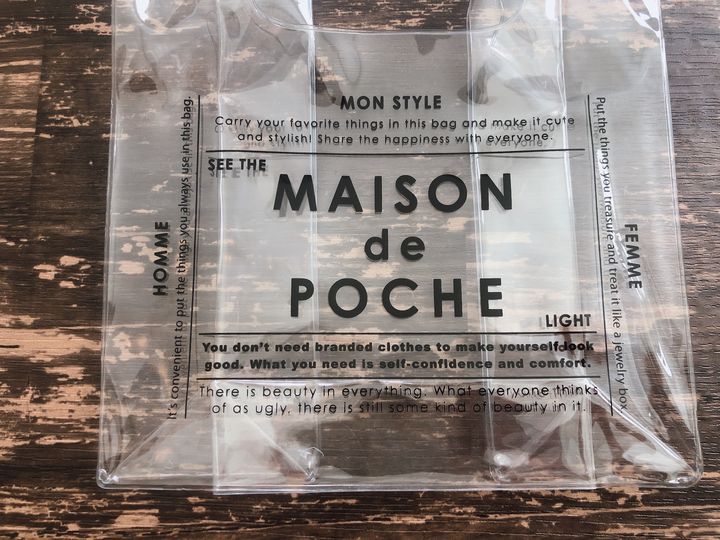 MON STYLE
Carry your favorite things in this bag and make it cute
and stylish! Share the happiness with everyone.
SEE THE
MAISON
de
POCHE
LIGHT
You don't need branded clothes to make yourself look
good. What you need is self-confidence and comfort.
There is beauty in everything. What everyone thinks
of as ugly, there is still some kind of beauty in it.
HOMME
It's convenient to put the things you always use in this bag.
FEMME
Put the things you treasure and treat it like a jewelry box